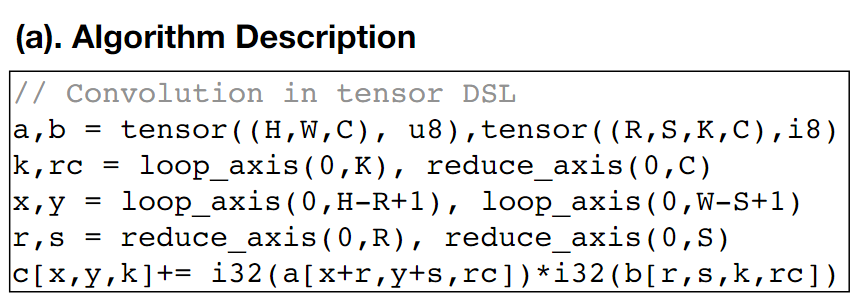 (a). Algorithm Description
// Convolution in tensor DSL
a,b = tensor((H,W,C), u8),tensor((R,S,K,C),i8)
k,rc = loop_axis(0,K), reduce_axis(0,C)
x,y = loop_axis(0,H-R+1), loop_axis(0,W-S+1)
r,s = reduce_axis(0,R), reduce_axis(0,S)
c[x,y,k]+= i32(a[x+r,y+s,rc])*i32(b[r,s,k,rc])